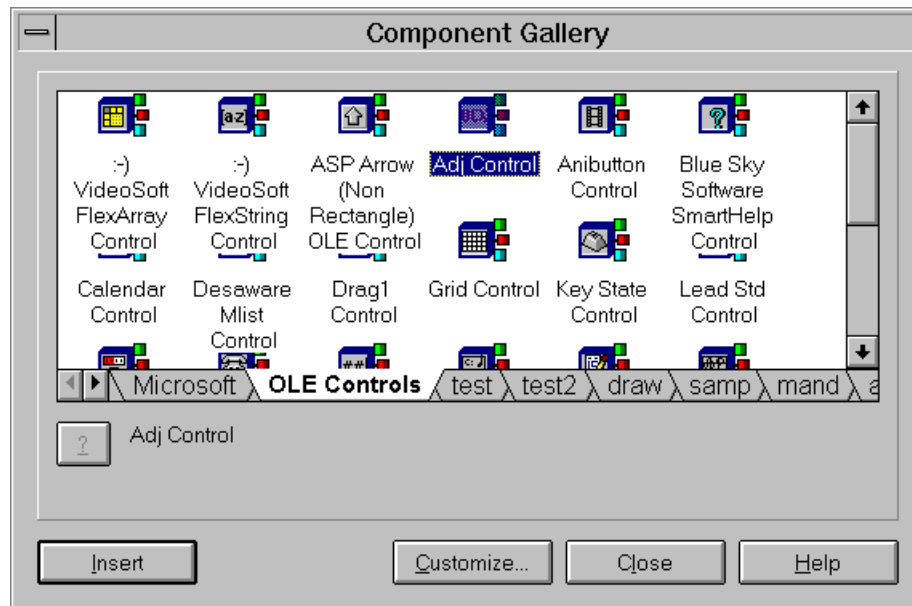 Component Gallery
:-)
VideoSoft
FlexArray
Control
:-)
VideoSoft
FlexString
Control
ASP Arrow
(Non
Rectangle)
OLE Control
Adj Control
Anibutton
Control
Blue Sky
Software
SmartHelp
Control
Calendar
Control
Desaware
Mlist
Control
Drag1
Control
Grid Control
Key State
Control
Lead Std
Control
Microsoft
OLE Controls
test
test2
draw
samp
mand
?
Adj Control
Insert
Customize...
Close
Help